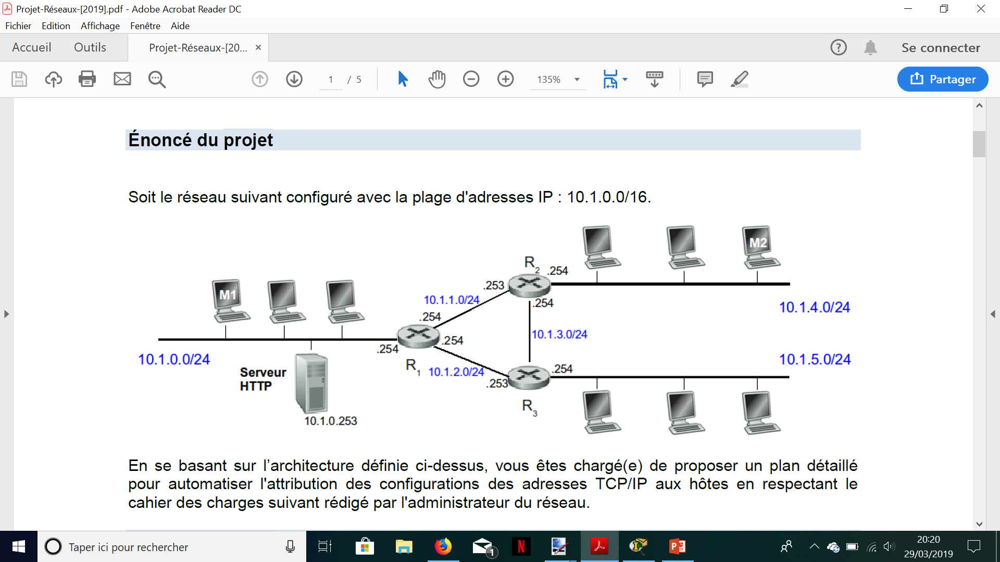 Projet-Réseaux-[2019].pdf - Adobe Acrobat Reader DC
Fichier Edition Affichage Fenêtre Aide
Accueil Outils Projet-Réseaux-[20... × ? Se connecter
1 / 5 135% Partager
Énoncé du projet
Soit le réseau suivant configuré avec la plage d'adresses IP : 10.1.0.0/16.
M2
R2 .254
.253
M1
10.1.1.0/24
.254
10.1.4.0/24
.254
10.1.3.0/24
.254
.254
10.1.0.0/24
R1
10.1.2.0/24
.254
10.1.5.0/24
Serveur
HTTP
.253
R3
10.1.0.253
En se basant sur l’architecture définie ci-dessus, vous êtes chargé(e) de proposer un plan détaillé
pour automatiser l'attribution des configurations des adresses TCP/IP aux hôtes en respectant le
cahier des charges suivant rédigé par l'administrateur du réseau.
Taper ici pour rechercher
1
N
20:20
29/03/2019